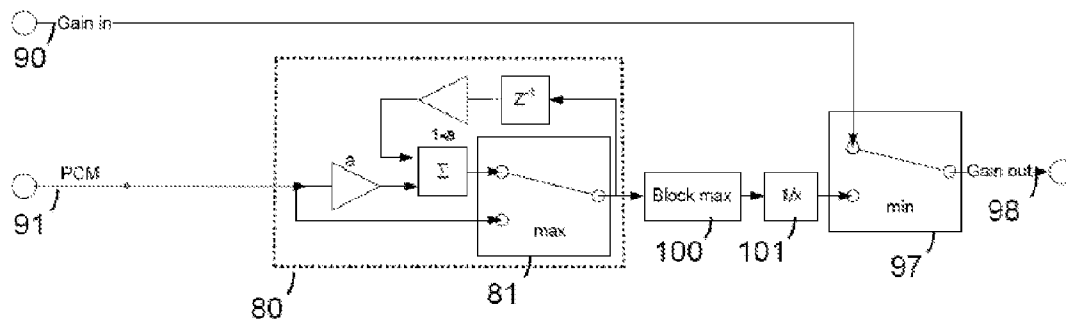 Gain in
90
Z⁻¹
1-a
PCM
a
Σ
91
max
Block max
1/x
min
Gain out
98
80
81
100
101
97